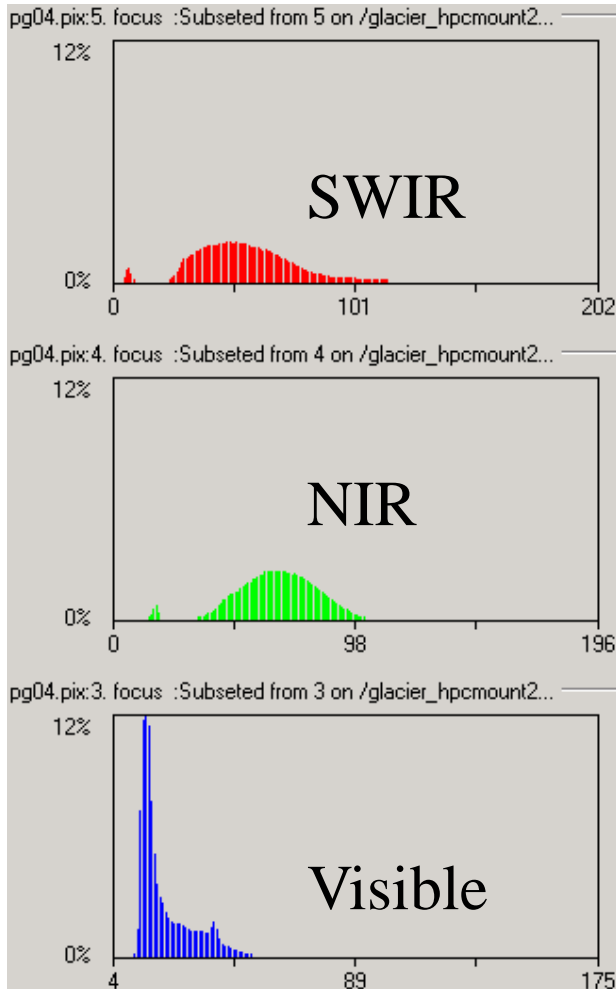 pg04.pix:5. focus :Subseted from 5 on /glacier_hpcmount2...
12%
SWIR
0%
0 101 202
pg04.pix:4. focus :Subseted from 4 on /glacier_hpcmount2...
12%
NIR
0%
0 98 196
pg04.pix:3. focus :Subseted from 3 on /glacier_hpcmount2...
12%
Visible
0%
4 89 175